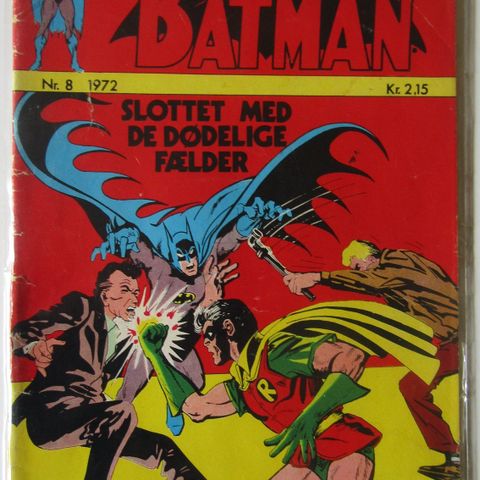 BATMAN
Nr. 8 1972
Kr. 2,15
SLOTTET MED
DE DØDELIGE
FÆLDER
R